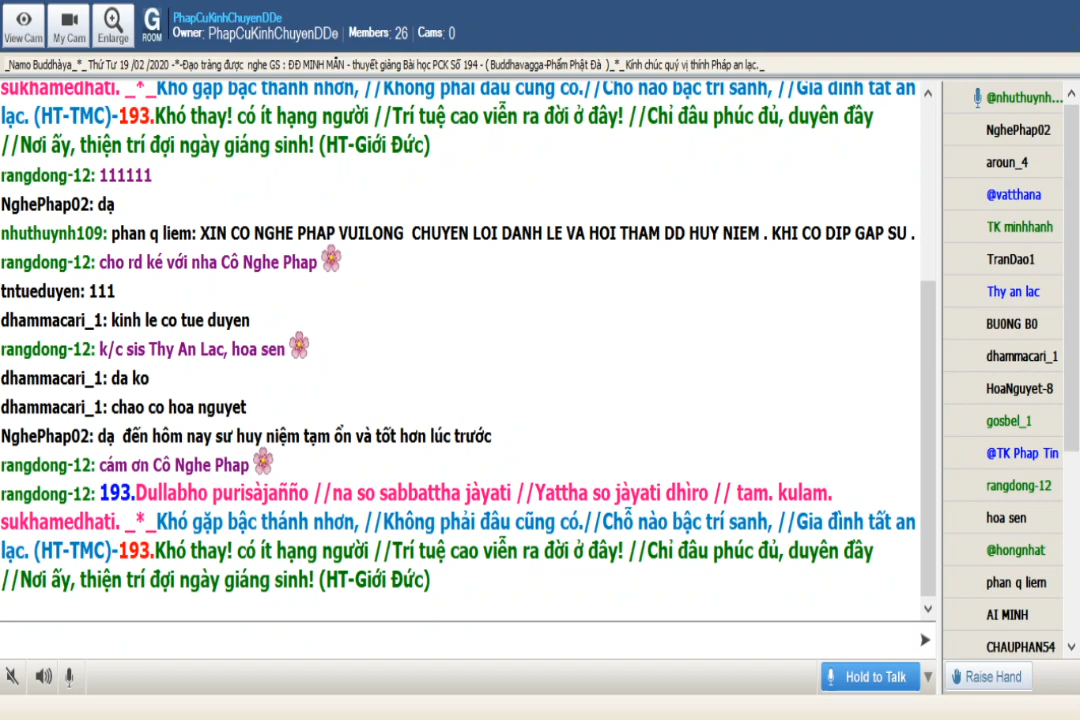 View Cam
My Cam
Enlarge
G
ROOM
PhapCuKinhChuyenDDe
Owner: PhapCuKinhChuyenDDe Members: 26 Cams: 0
_Namo Buddhàya_*_ Thứ Tư 19 /02 /2020 -*-Đạo tràng được nghe GS : ĐĐ MINH MẪN - thuyết giảng Bài học PCK Số 194 - ( Buddhavagga-Phẩm Phật Đà )_*_Kính chúc quý vị thính Pháp an lạc._
sukhamedhati. _*_Khó gặp bậc thánh nhơn, //Không phải đâu cũng có.//Chỗ nào bậc trí sanh, //Gia đình tất an
lạc. (HT-TMC)-193.Khó thay! có ít hạng người //Trí tuệ cao viễn ra đời ở đây! //Chỉ đâu phúc đủ, duyên đầy
//Nơi ấy, thiện trí đợi ngày giáng sinh! (HT-Giới Đức)
rangdong-12: 111111
NghePhap02: dạ
nhuthuynh109: phan q liem: XIN CO NGHE PHAP VUILONG CHUYEN LOI DANH LE VA HOI THAM DD HUY NIEM . KHI CO DIP GAP SU .
rangdong-12: cho rd ké với nha Cô Nghe Phap
tntueduyen: 111
dhammacari_1: kinh le co tue duyen
rangdong-12: k/c sis Thy An Lac, hoa sen
dhammacari_1: da ko
dhammacari_1: chao co hoa nguyet
NghePhap02: dạ đến hôm nay sư huy niệm tạm ổn và tốt hơn lúc trước
rangdong-12: cám ơn Cô Nghe Phap
rangdong-12: 193.Dullabho purisàjañño //na so sabbattha jàyati //Yattha so jàyati dhìro // tam. kulam.
sukhamedhati. _*_Khó gặp bậc thánh nhơn, //Không phải đâu cũng có.//Chỗ nào bậc trí sanh, //Gia đình tất an
lạc. (HT-TMC)-193.Khó thay! có ít hạng người //Trí tuệ cao viễn ra đời ở đây! //Chỉ đâu phúc đủ, duyên đầy
//Nơi ấy, thiện trí đợi ngày giáng sinh! (HT-Giới Đức)
Hold to Talk
@nhuthuynh...
NghePhap02
aroun_4
@vatthana
TK minhhanh
TranDao1
Thy an lac
BU0NG B0
dhammacari_1
HoaNguyet-8
gosbel_1
@TK Phap Tin
rangdong-12
hoa sen
@hongnhat
phan q liem
AI MINH
CHAUPHAN54
Raise Hand